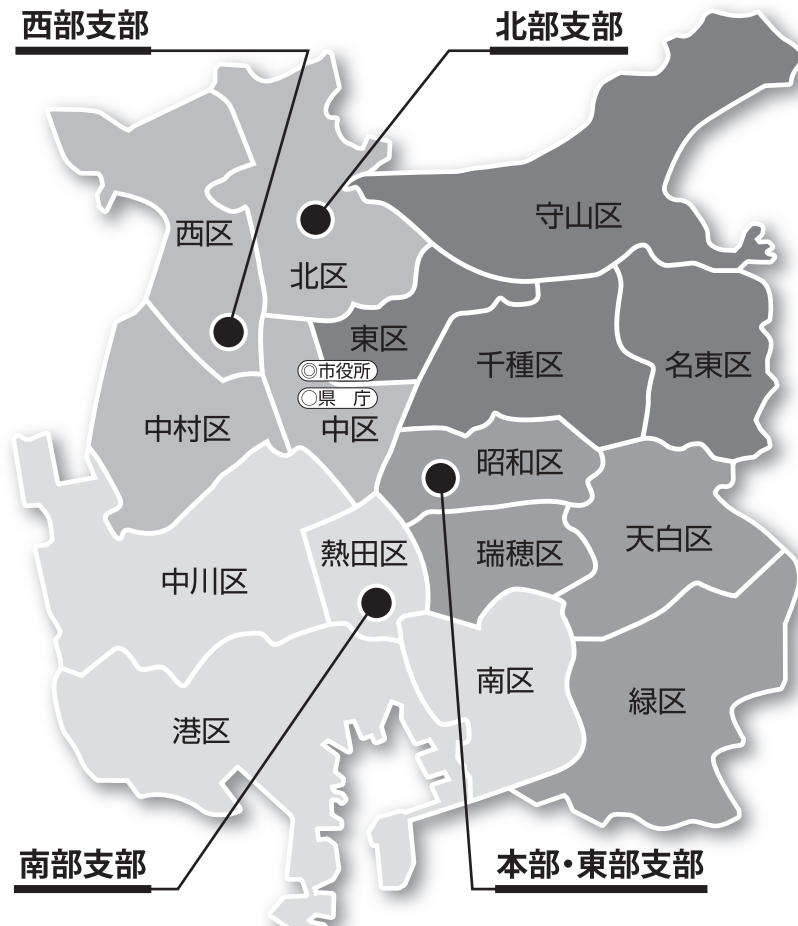 西部支部
北部支部
守山区
西区
北区
東区
千種区
名東区
◎市役所
○県　庁
中村区
中区
昭和区
天白区
熱田区
瑞穂区
中川区
南区
緑区
港区
南部支部
本部・東部支部